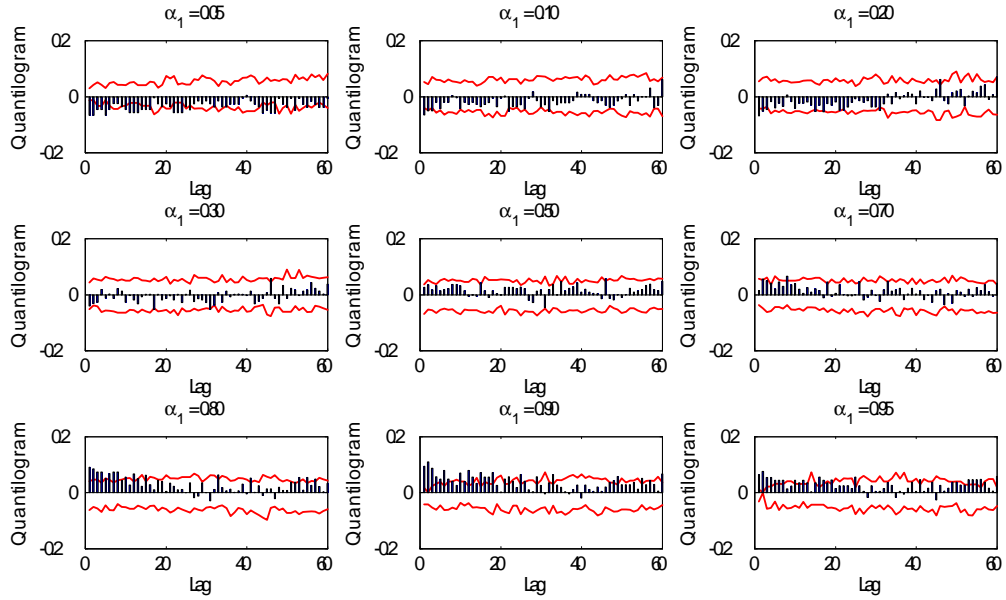 α1 = 0.05
α1 = 0.10
α1 = 0.20
Quantilogram
0.2
0
-0.2
0 20 40 60
Lag
Quantilogram
0.2
0
-0.2
0 20 40 60
Lag
Quantilogram
0.2
0
-0.2
0 20 40 60
Lag
α1 = 0.30
α1 = 0.50
α1 = 0.70
Quantilogram
0.2
0
-0.2
0 20 40 60
Lag
Quantilogram
0.2
0
-0.2
0 20 40 60
Lag
Quantilogram
0.2
0
-0.2
0 20 40 60
Lag
α1 = 0.80
α1 = 0.90
α1 = 0.95
Quantilogram
0.2
0
-0.2
0 20 40 60
Lag
Quantilogram
0.2
0
-0.2
0 20 40 60
Lag
Quantilogram
0.2
0
-0.2
0 20 40 60
Lag